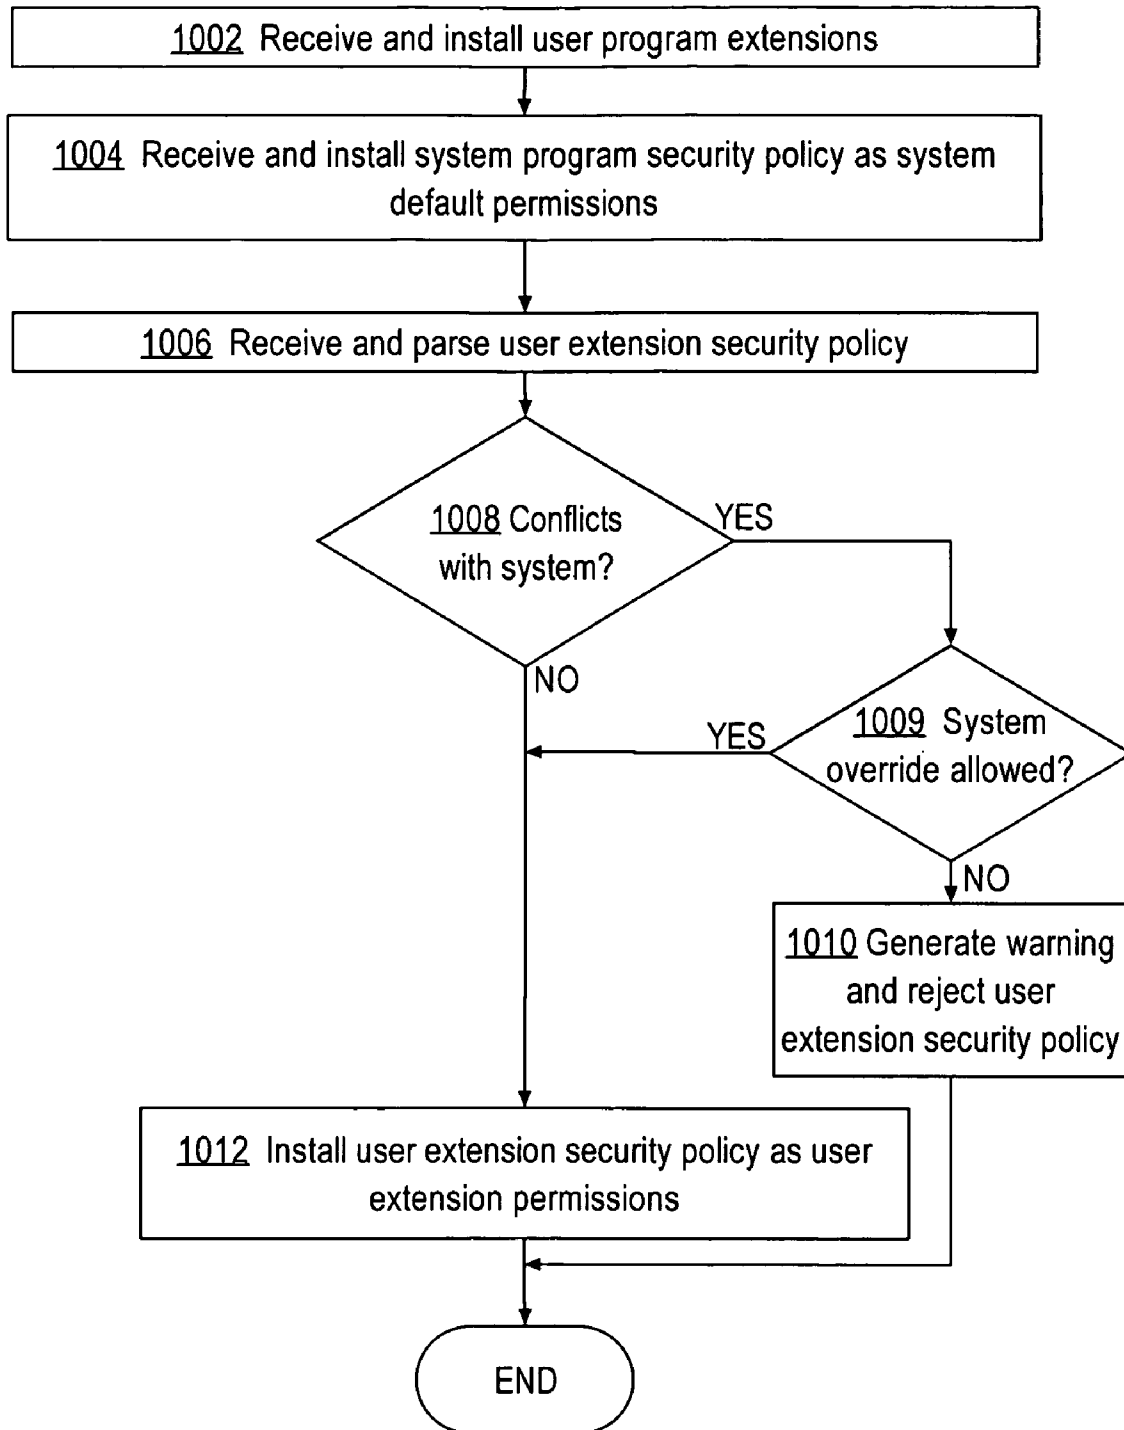 1002 Receive and install user program extensions
1004 Receive and install system program security policy as system
default permissions
1006 Receive and parse user extension security policy
1008 Conflicts
with system?
YES
NO
1009 System
override allowed?
YES
NO
1010 Generate warning
and reject user
extension security policy
1012 Install user extension security policy as user
extension permissions
END